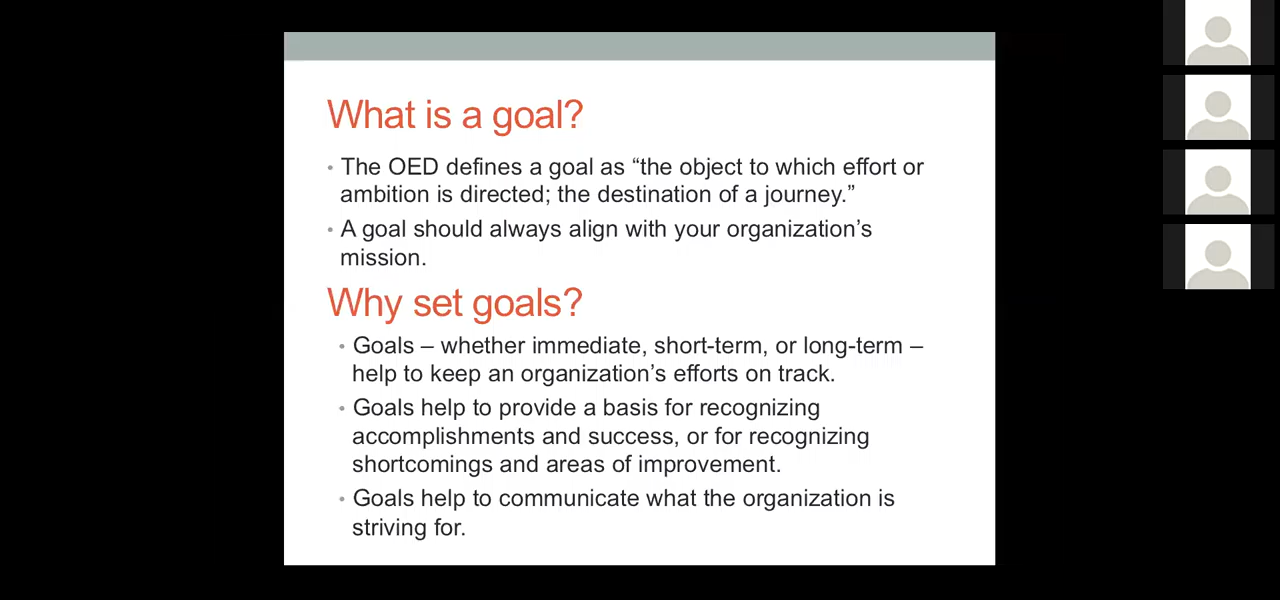 What is a goal?
• The OED defines a goal as “the object to which effort or
ambition is directed; the destination of a journey.”
• A goal should always align with your organization’s
mission.
Why set goals?
• Goals – whether immediate, short-term, or long-term –
help to keep an organization’s efforts on track.
• Goals help to provide a basis for recognizing
accomplishments and success, or for recognizing
shortcomings and areas of improvement.
• Goals help to communicate what the organization is
striving for.